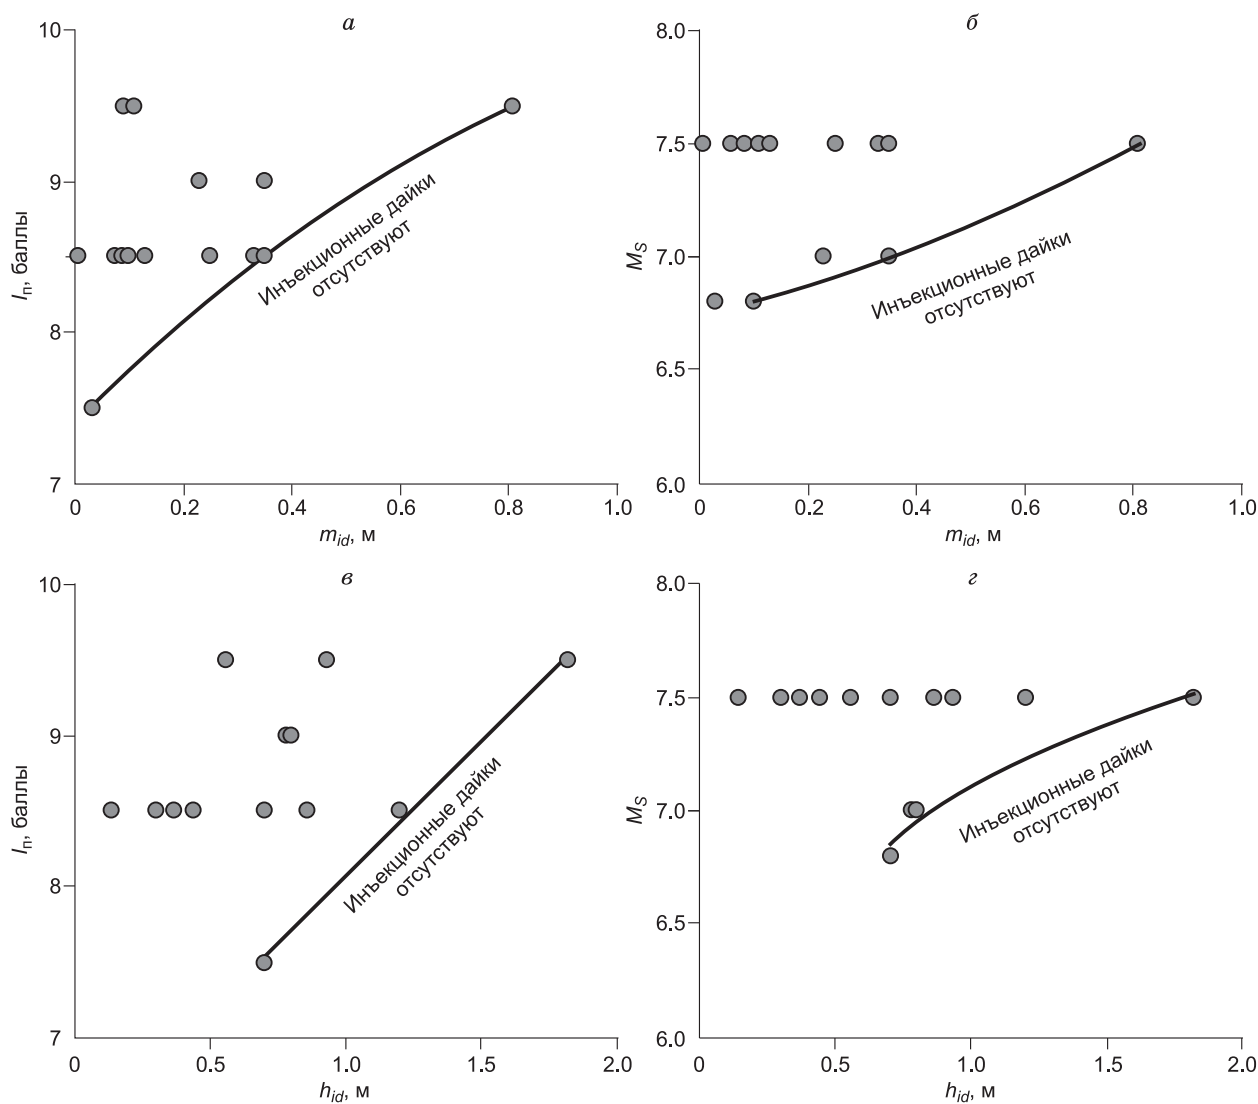 а
10
9
8
7
Iп, баллы
Инъекционные дайки
отсутствуют
0 0.2 0.4 0.6 0.8 1.0
mid, м
б
8.0
7.5
7.0
6.5
6.0
MS
Инъекционные дайки
отсутствуют
0 0.2 0.4 0.6 0.8 1.0
mid, м
в
10
9
8
7
Iп, баллы
Инъекционные дайки
отсутствуют
0 0.5 1.0 1.5 2.0
hid, м
г
8.0
7.5
7.0
6.5
6.0
MS
Инъекционные дайки
отсутствуют
0 0.5 1.0 1.5 2.0
hid, м